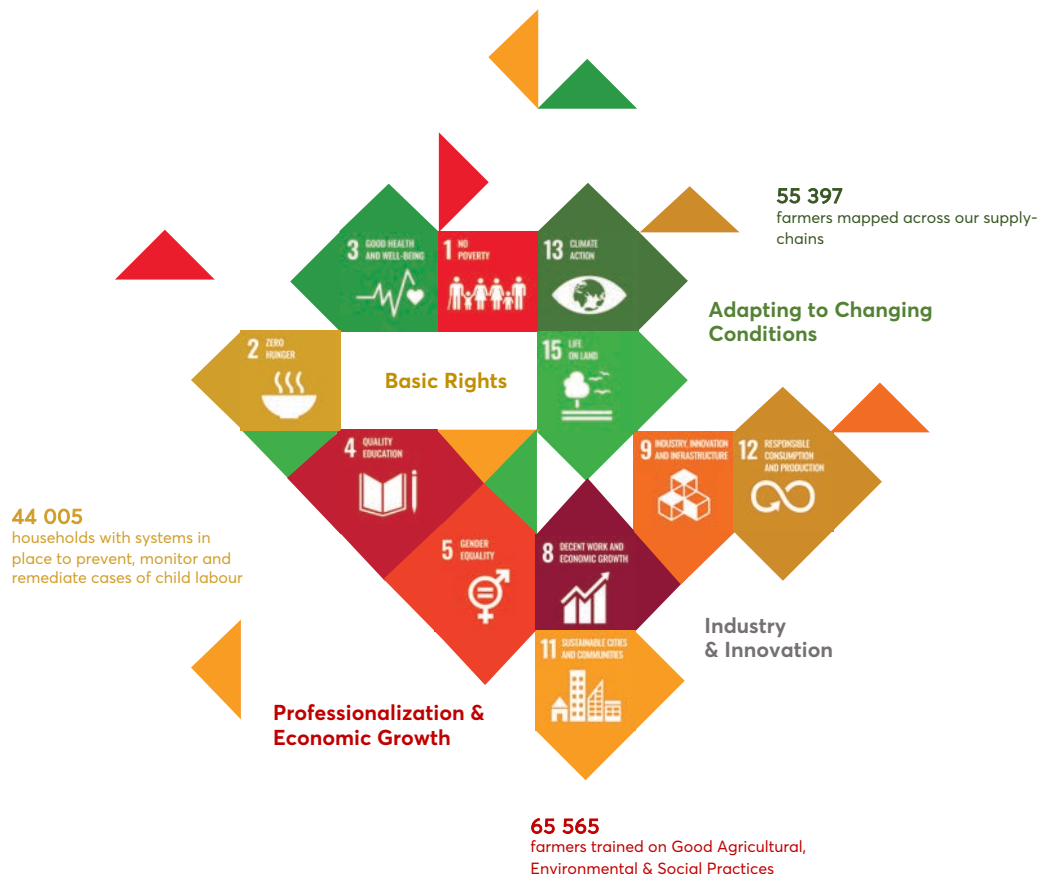 55 397
farmers mapped across our supply-
chains
3 GOOD HEALTH
AND WELL-BEING
1 NO
POVERTY
13 CLIMATE
ACTION
Adapting to Changing
Conditions
2 ZERO
HUNGER
Basic Rights
15 LIFE
ON LAND
4 QUALITY
EDUCATION
9 INDUSTRY, INNOVATION
AND INFRASTRUCTURE
12 RESPONSIBLE
CONSUMPTION
AND PRODUCTION
44 005
households with systems in
place to prevent, monitor and
remediate cases of child labour
5 GENDER
EQUALITY
8 DECENT WORK AND
ECONOMIC GROWTH
Industry
& Innovation
11 SUSTAINABLE CITIES
AND COMMUNITIES
Professionalization &
Economic Growth
65 565
farmers trained on Good Agricultural,
Environmental & Social Practices